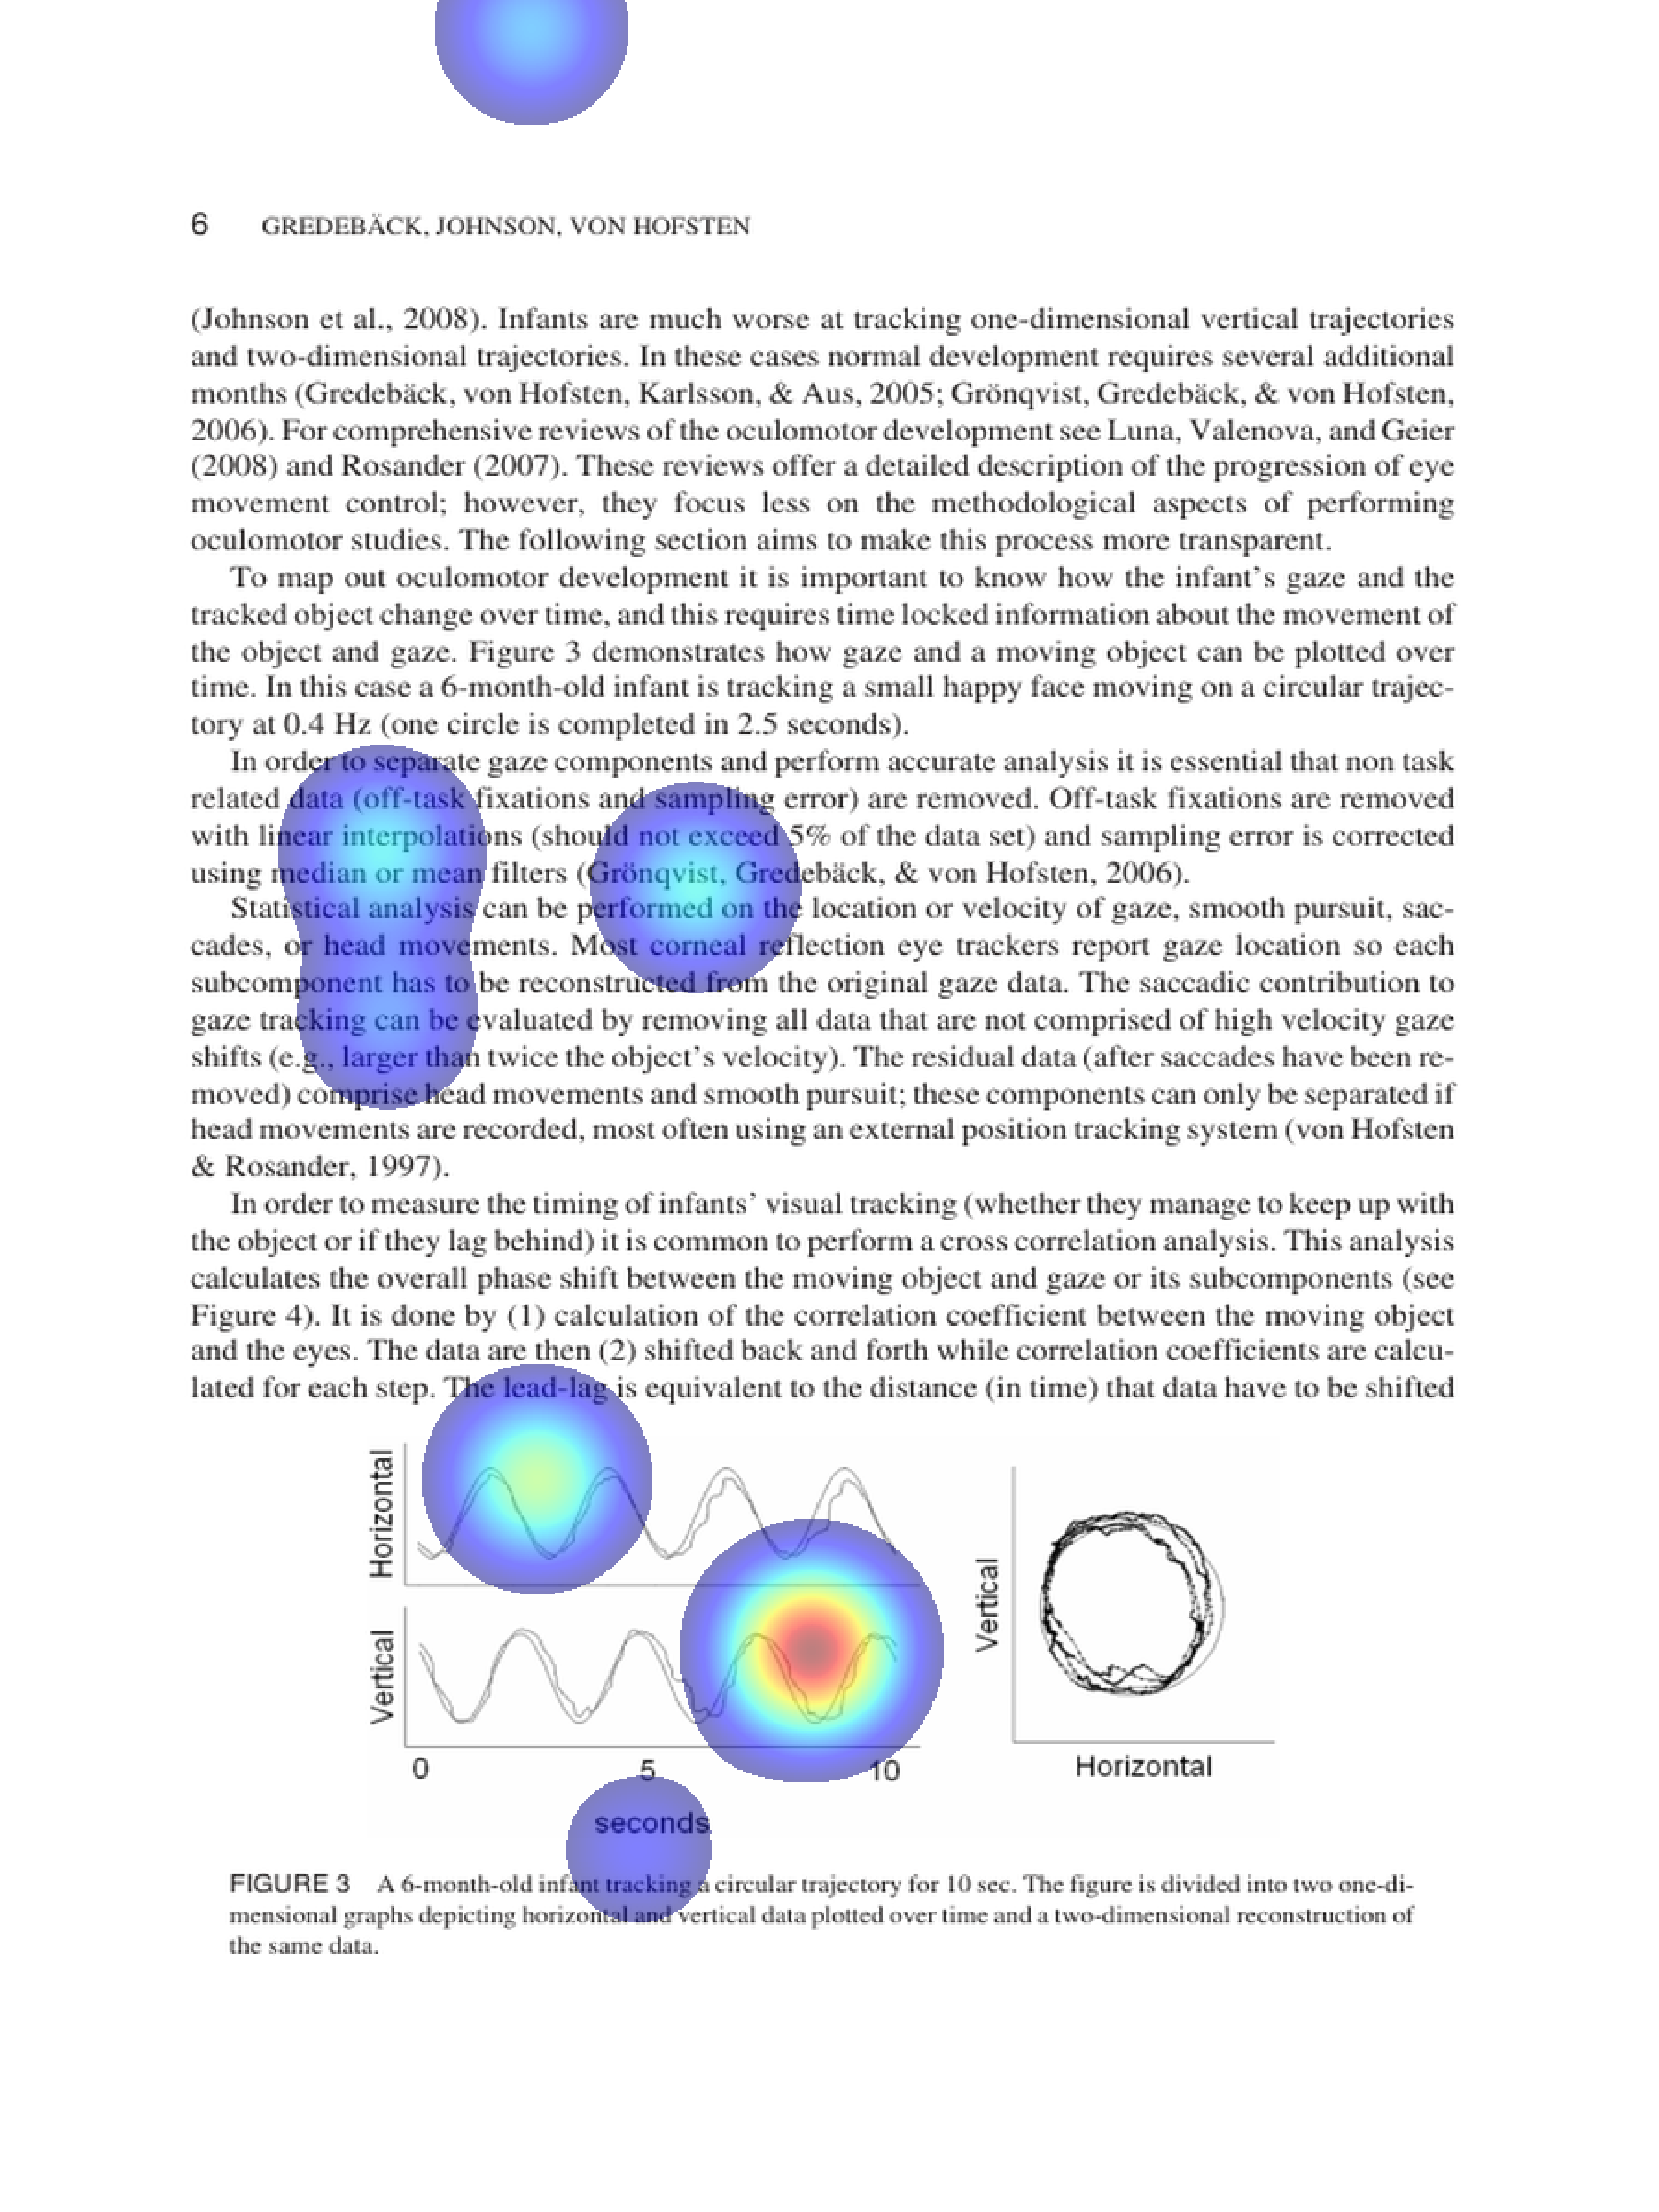 6 GREDEBÄCK, JOHNSON, VON HOFSTEN
(Johnson et al., 2008). Infants are much worse at tracking one-dimensional vertical trajectories
and two-dimensional trajectories. In these cases normal development requires several additional
months (Gredebäck, von Hofsten, Karlsson, & Aus, 2005; Grönqvist, Gredebäck, & von Hofsten,
2006). For comprehensive reviews of the oculomotor development see Luna, Valenova, and Geier
(2008) and Rosander (2007). These reviews offer a detailed description of the progression of eye
movement control; however, they focus less on the methodological aspects of performing
oculomotor studies. The following section aims to make this process more transparent.
To map out oculomotor development it is important to know how the infant's gaze and the
tracked object change over time, and this requires time locked information about the movement of
the object and gaze. Figure 3 demonstrates how gaze and a moving object can be plotted over
time. In this case a 6-month-old infant is tracking a small happy face moving on a circular trajec-
tory at 0.4 Hz (one circle is completed in 2.5 seconds).
In order to separate gaze components and perform accurate analysis it is essential that non task
related data (off-task fixations and sampling error) are removed. Off-task fixations are removed
with linear interpolations (should not exceed 5% of the data set) and sampling error is corrected
using median or mean filters (Grönqvist, Gredebäck, & von Hofsten, 2006).
Statistical analysis can be performed on the location or velocity of gaze, smooth pursuit, sac-
cades, or head movements. Most corneal reflection eye trackers report gaze location so each
subcomponent has to be reconstructed from the original gaze data. The saccadic contribution to
gaze tracking can be evaluated by removing all data that are not comprised of high velocity gaze
shifts (e.g., larger than twice the object's velocity). The residual data (after saccades have been re-
moved) comprise head movements and smooth pursuit; these components can only be separated if
head movements are recorded, most often using an external position tracking system (von Hofsten
& Rosander, 1997).
In order to measure the timing of infants' visual tracking (whether they manage to keep up with
the object or if they lag behind) it is common to perform a cross correlation analysis. This analysis
calculates the overall phase shift between the moving object and gaze or its subcomponents (see
Figure 4). It is done by (1) calculation of the correlation coefficient between the moving object
and the eyes. The data are then (2) shifted back and forth while correlation coefficients are calcu-
lated for each step. The lead-lag is equivalent to the distance (in time) that data have to be shifted
Horizontal
Vertical
0 5 10
seconds
Vertical
Horizontal
FIGURE 3 A 6-month-old infant tracking a circular trajectory for 10 sec. The figure is divided into two one-di-
mensional graphs depicting horizontal and vertical data plotted over time and a two-dimensional reconstruction of
the same data.